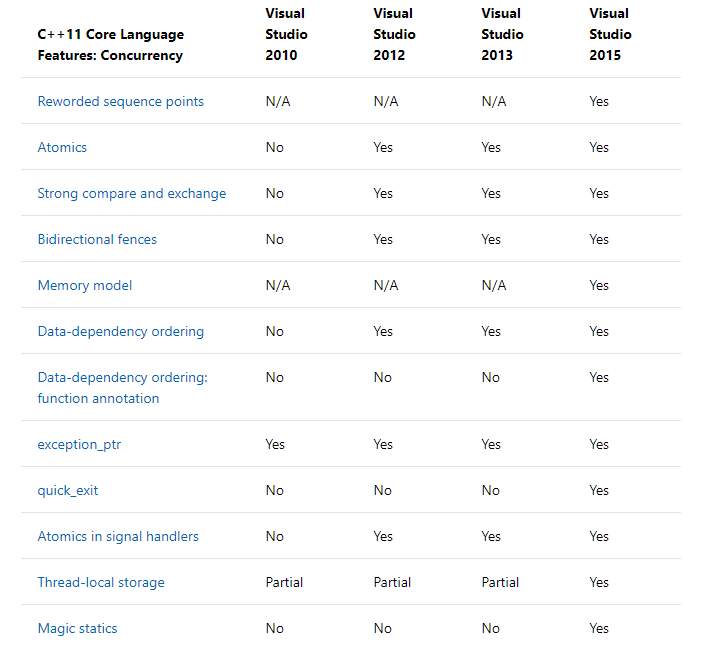 C++11 Core Language Features: Concurrency Visual Studio 2010 Visual Studio 2012 Visual Studio 2013 Visual Studio 2015
Reworded sequence points N/A N/A N/A Yes
Atomics No Yes Yes Yes
Strong compare and exchange No Yes Yes Yes
Bidirectional fences No Yes Yes Yes
Memory model N/A N/A N/A Yes
Data-dependency ordering No Yes Yes Yes
Data-dependency ordering: function annotation No No No Yes
exception_ptr Yes Yes Yes Yes
quick_exit No No No Yes
Atomics in signal handlers No Yes Yes Yes
Thread-local storage Partial Partial Partial Yes
Magic statics No No No Yes